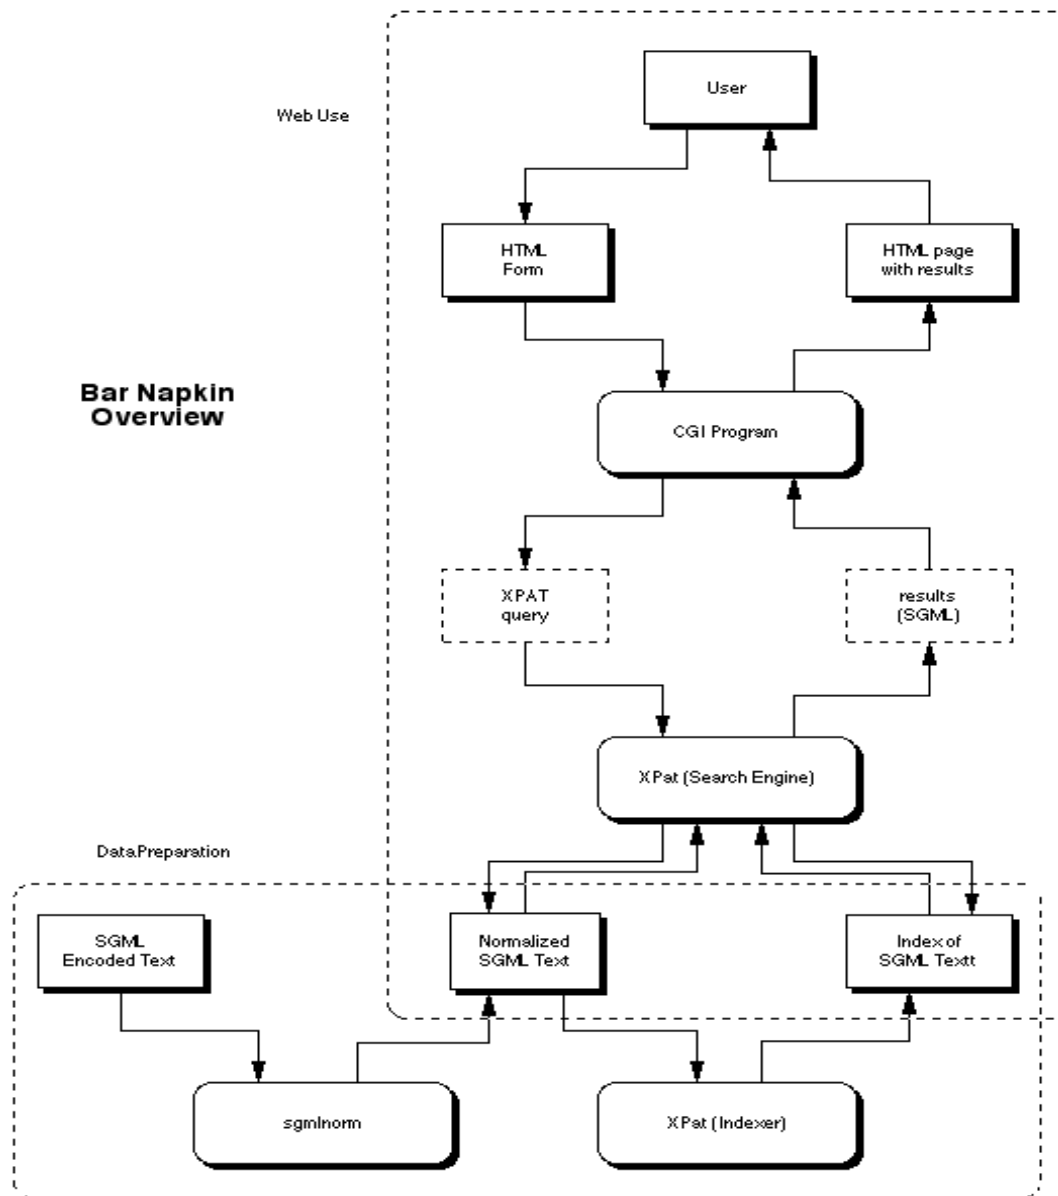 User
Web Use
HTML
Form
HTML page
with results
Bar Napkin
Overview
CGI Program
XPAT
query
results
(SGML)
XPat (Search Engine)
Data Preparation
SGML
Encoded Text
Normalized
SGML Text
Index of
SGML Textt
sgmlnorm
XPat (Indexer)